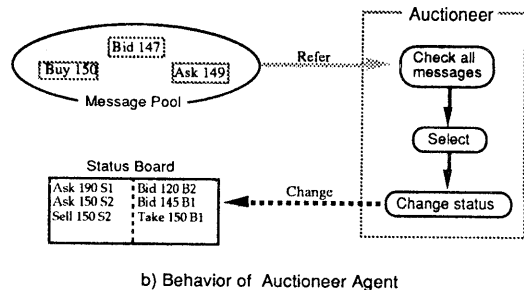 Auctioneer
Bid 147
Buy 150
Ask 149
Message Pool
Refer
Check all
messages
Select
Change status
Change
Status Board
Ask 190 S1
Bid 120 B2
Ask 150 S2
Bid 145 B1
Sell 150 S2
Take 150 B1
b) Behavior of Auctioneer Agent